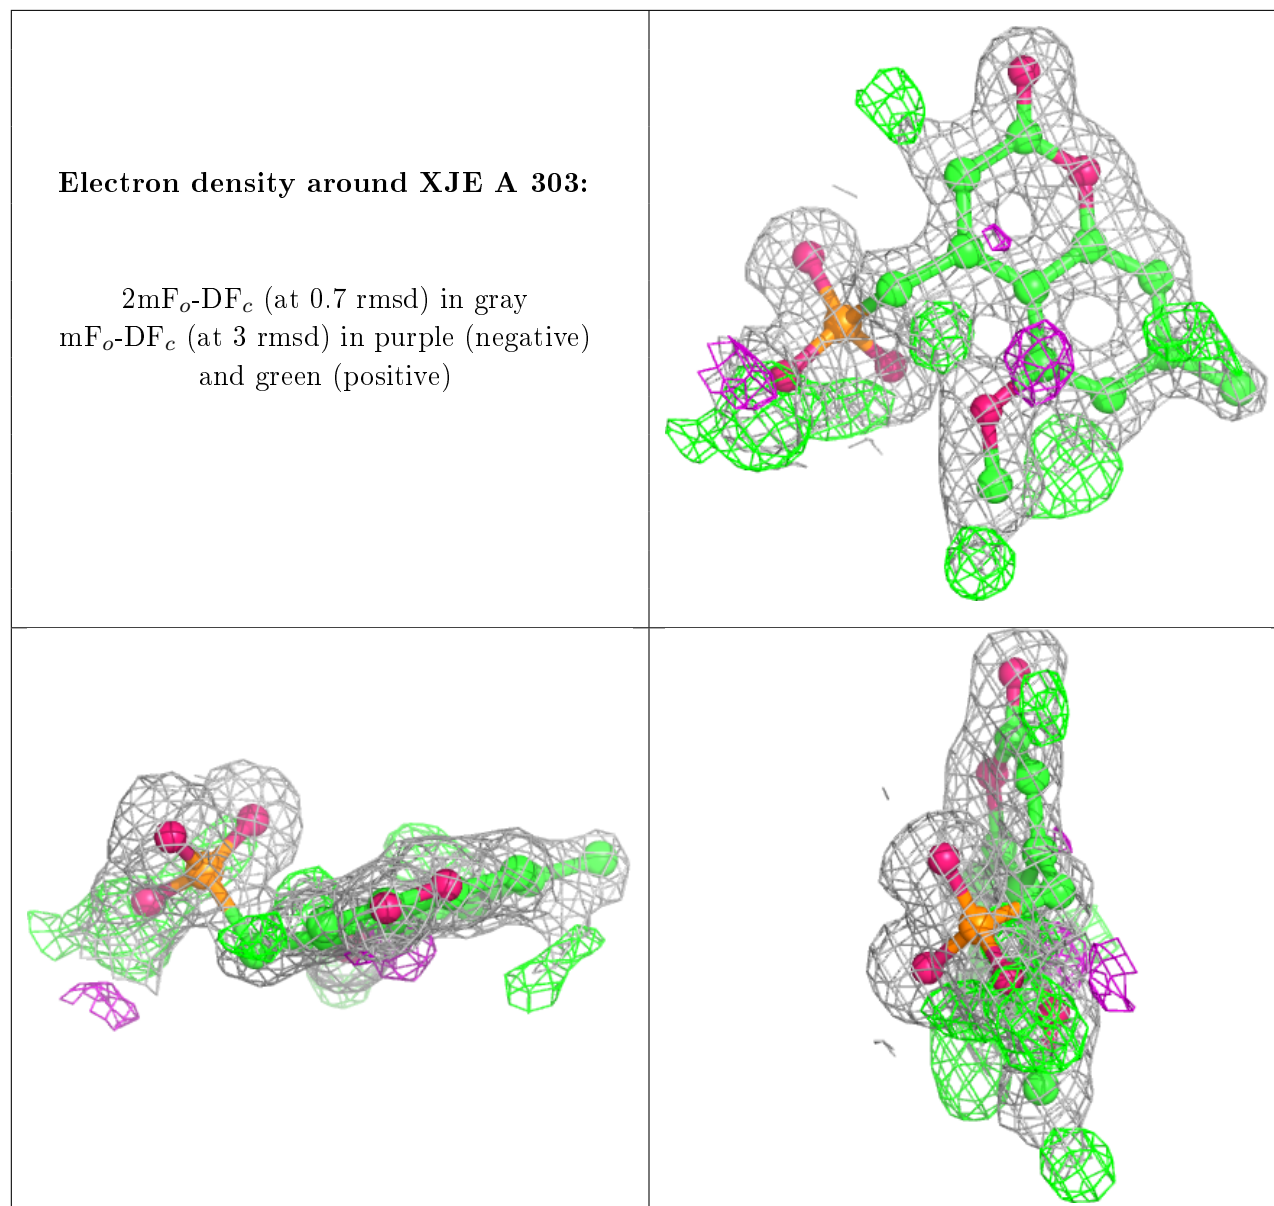 Electron density around XJE A 303:
2mFo-DFc (at 0.7 rmsd) in gray
mFo-DFc (at 3 rmsd) in purple (negative)
and green (positive)